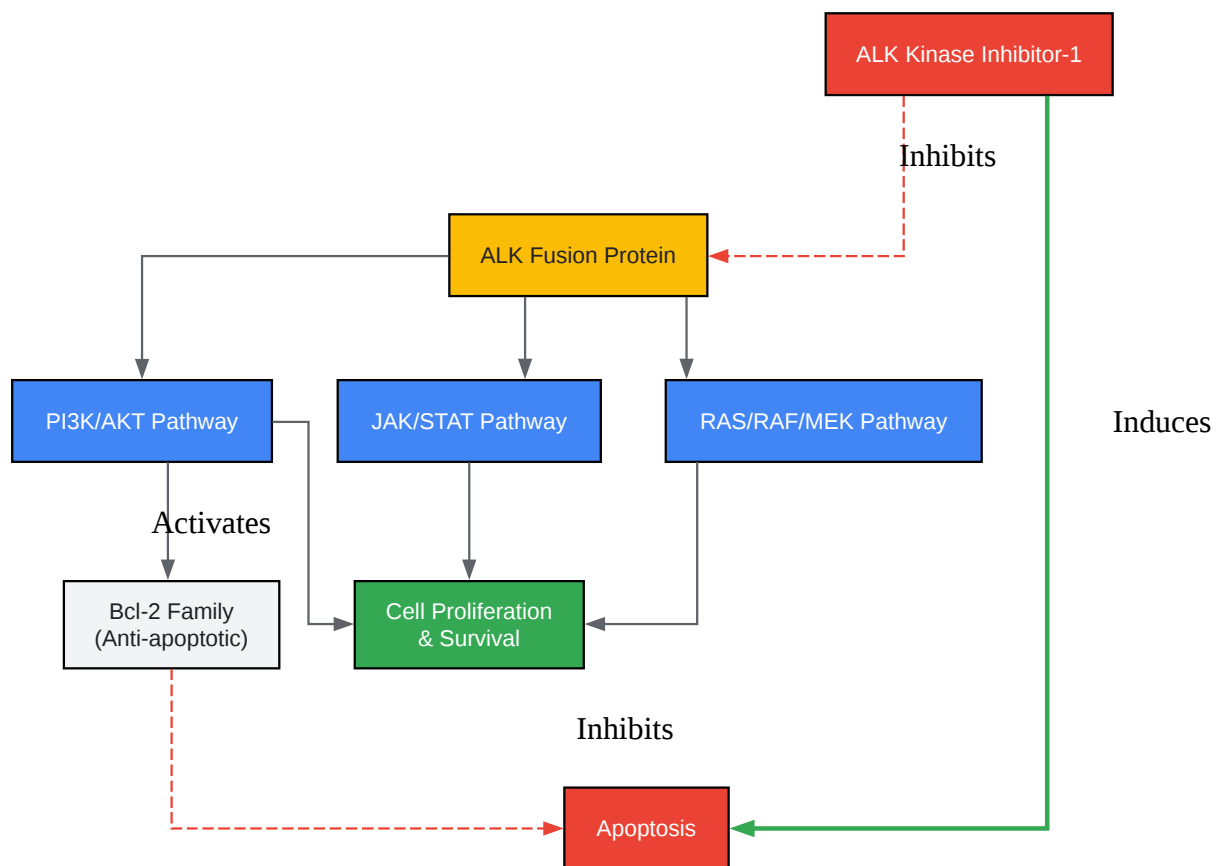 ALK Kinase Inhibitor-1
Inhibits
ALK Fusion Protein
PI3K/AKT Pathway
JAK/STAT Pathway
RAS/RAF/MEK Pathway
Induces
Activates
Bcl-2 Family
(Anti-apoptotic)
Cell Proliferation
& Survival
Inhibits
Apoptosis